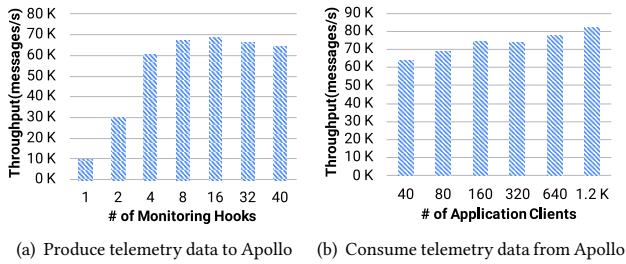 80 K
70 K
60 K
50 K
40 K
30 K
20 K
10 K
0 K
Throughput(messages/s)
1 2 4 8 16 32 40
# of Monitoring Hooks
(a) Produce telemetry data to Apollo
90 K
80 K
70 K
60 K
50 K
40 K
30 K
20 K
10 K
0 K
Throughput(messages/s)
40 80 160 320 640 1.2 K
# of Application Clients
(b) Consume telemetry data from Apollo